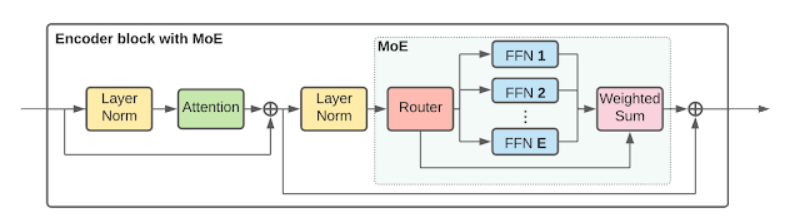 Encoder block with MoE
MoE
Layer
Norm
Attention
Layer
Norm
Router
FFN 1
FFN 2
⋮
FFN E
Weighted
Sum